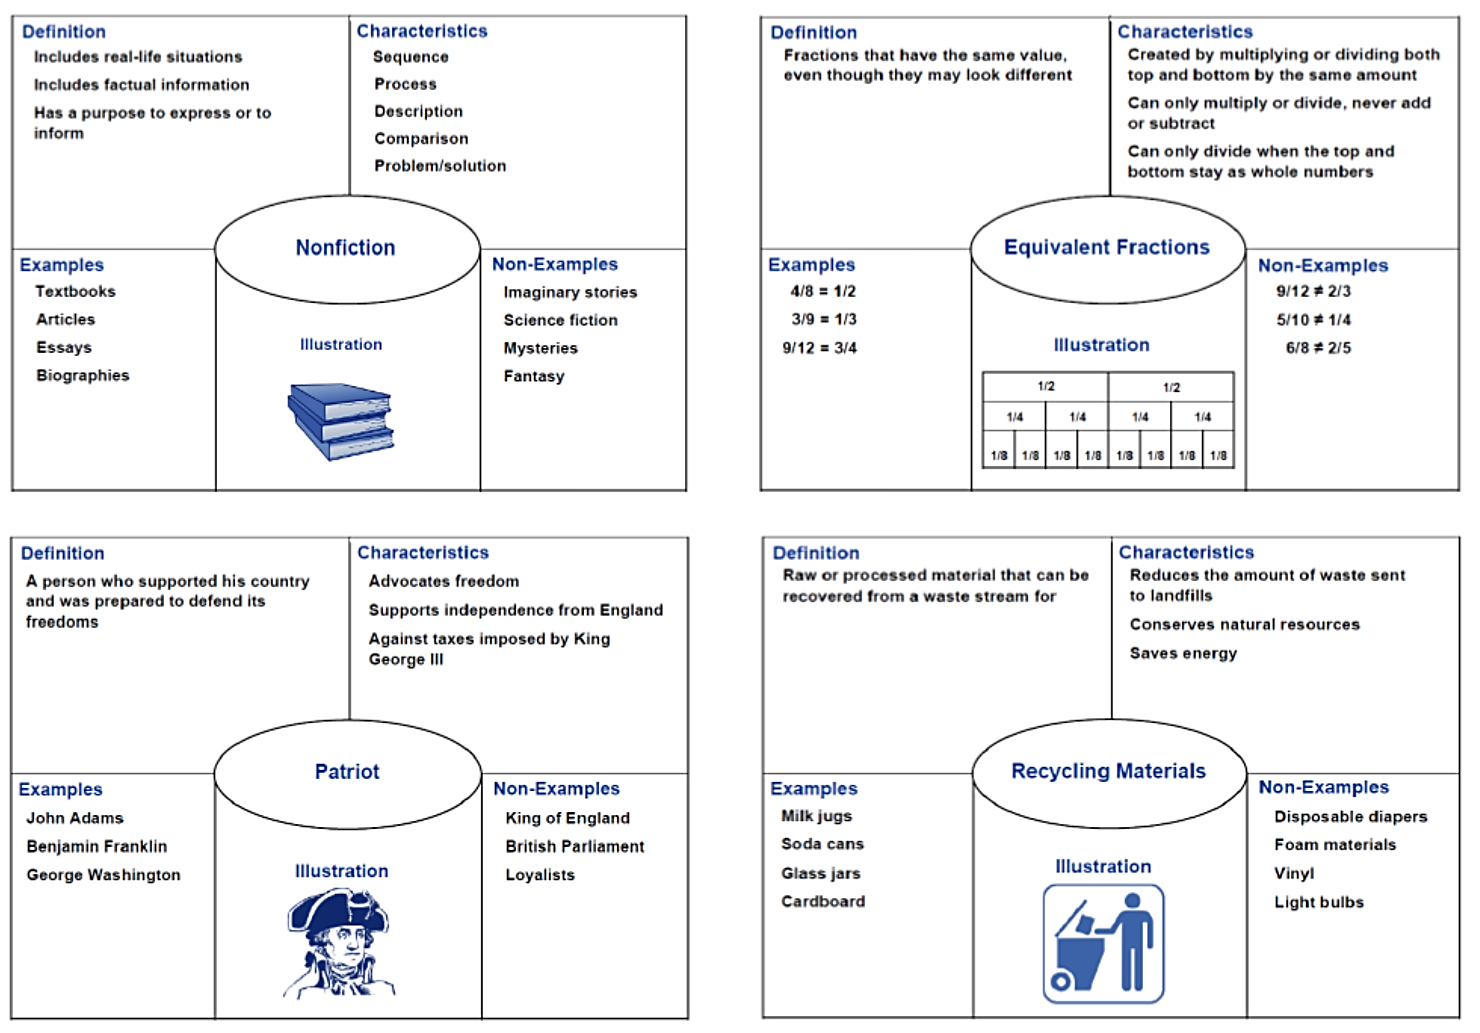 Definition
Includes real-life situations
Includes factual information
Has a purpose to express or to
inform
Characteristics
Sequence
Process
Description
Comparison
Problem/solution
Nonfiction
Examples
Textbooks
Articles
Essays
Biographies
Illustration
Non-Examples
Imaginary stories
Science fiction
Mysteries
Fantasy
Definition
Fractions that have the same value,
even though they may look different
Characteristics
Created by multiplying or dividing both
top and bottom by the same amount
Can only multiply or divide, never add
or subtract
Can only divide when the top and
bottom stay as whole numbers
Equivalent Fractions
Examples
4/8 = 1/2
3/9 = 1/3
9/12 = 3/4
Illustration
1/2 1/2
1/4 1/4 1/4 1/4
1/8 1/8 1/8 1/8 1/8 1/8 1/8 1/8
Non-Examples
9/12 ≠ 2/3
5/10 ≠ 1/4
6/8 ≠ 2/5
Definition
A person who supported his country
and was prepared to defend its
freedoms
Characteristics
Advocates freedom
Supports independence from England
Against taxes imposed by King
George III
Patriot
Examples
John Adams
Benjamin Franklin
George Washington
Illustration
Non-Examples
King of England
British Parliament
Loyalists
Definition
Raw or processed material that can be
recovered from a waste stream for
Characteristics
Reduces the amount of waste sent
to landfills
Conserves natural resources
Saves energy
Recycling Materials
Examples
Milk jugs
Soda cans
Glass jars
Cardboard
Illustration
Non-Examples
Disposable diapers
Foam materials
Vinyl
Light bulbs